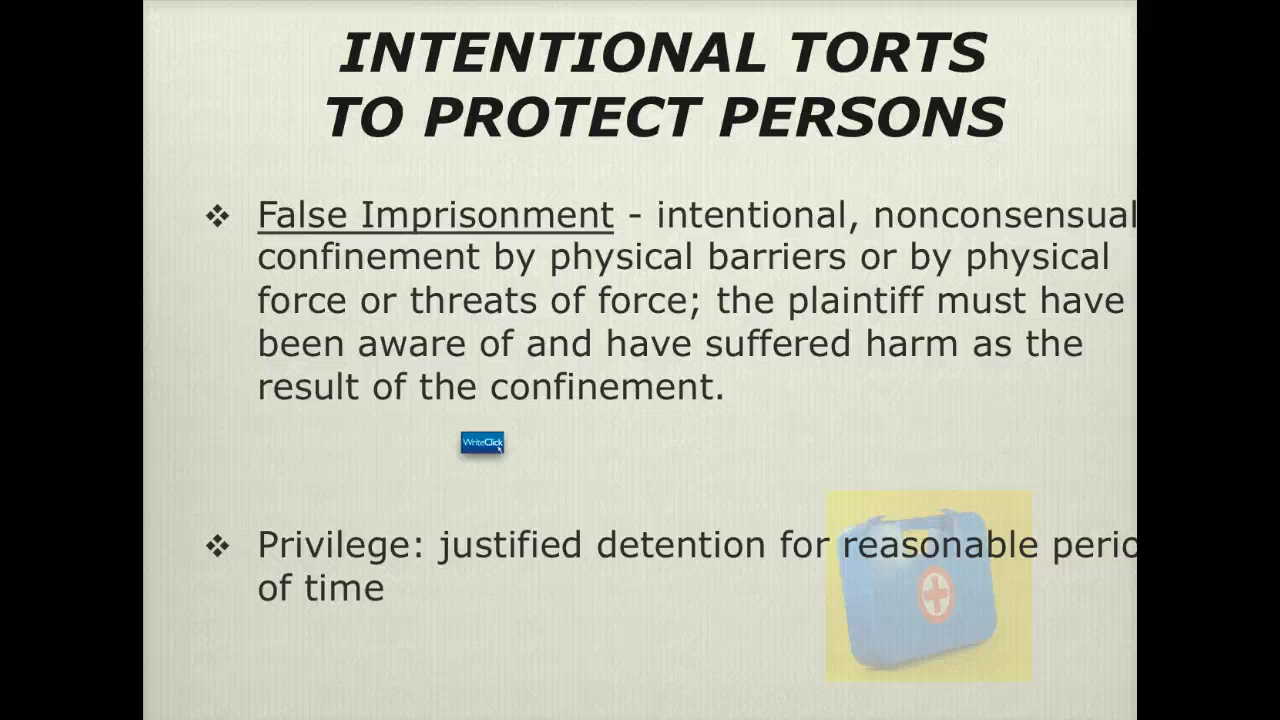 INTENTIONAL TORTS
TO PROTECT PERSONS
❖ False Imprisonment - intentional, nonconsensual
confinement by physical barriers or by physical
force or threats of force; the plaintiff must have
been aware of and have suffered harm as the
result of the confinement.
WriteClick
❖ Privilege: justified detention for reasonable perio
of time